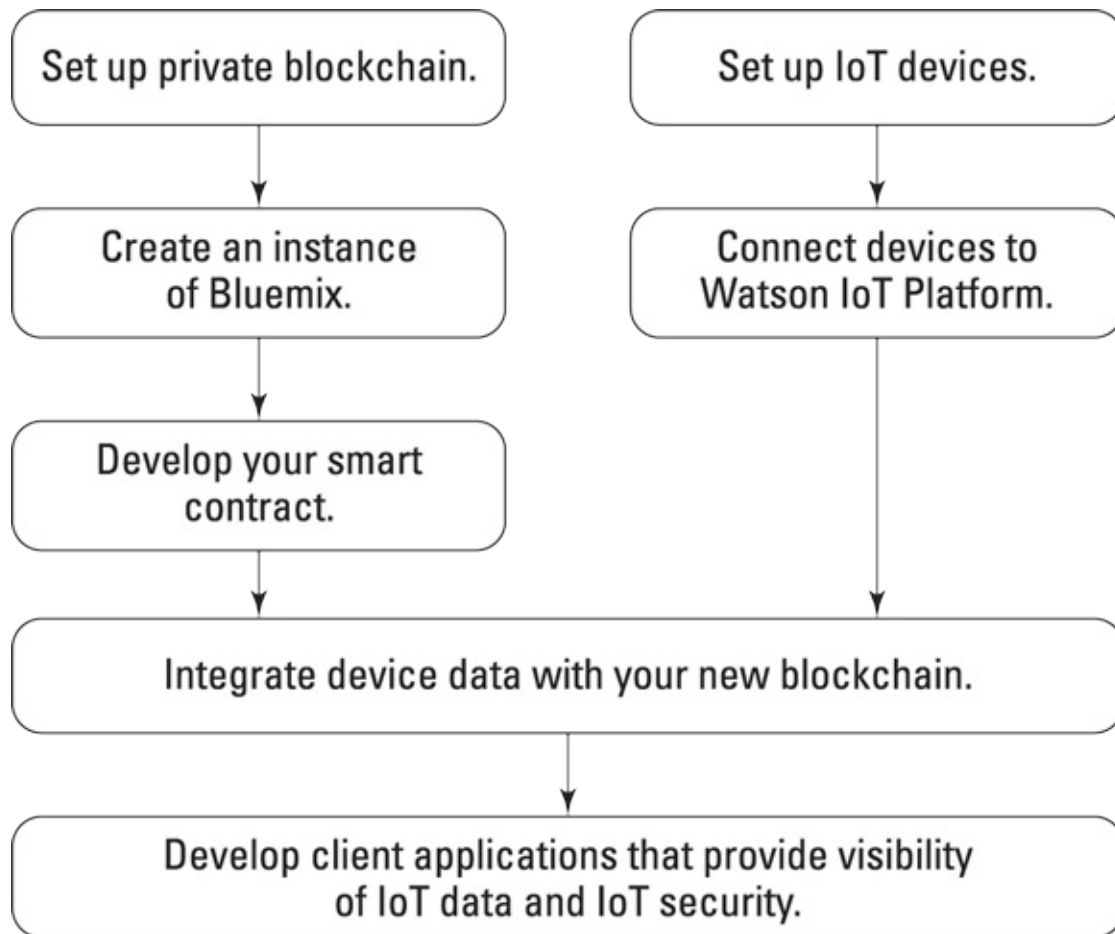 Set up private blockchain.
Set up IoT devices.
Create an instance
of Bluemix.
Connect devices to
Watson IoT Platform.
Develop your smart
contract.
Integrate device data with your new blockchain.
Develop client applications that provide visibility
of IoT data and IoT security.